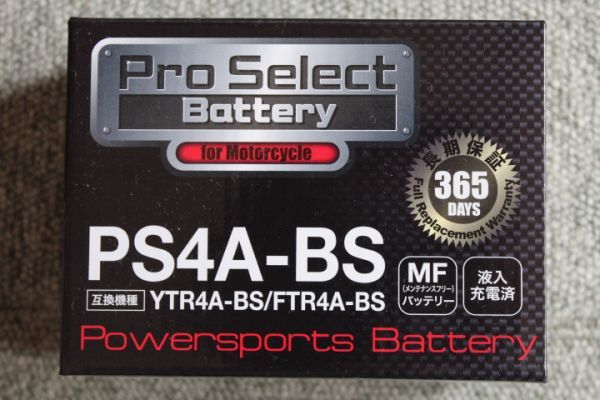 Pro Select
Battery
for Motorcycle
長期保証
365
DAYS
Full Replacement Warranty
PS4A-BS
互換機種 YTR4A-BS/FTR4A-BS
MF
(メンテナンスフリー)
バッテリー
液入
充電済
Powersports Battery